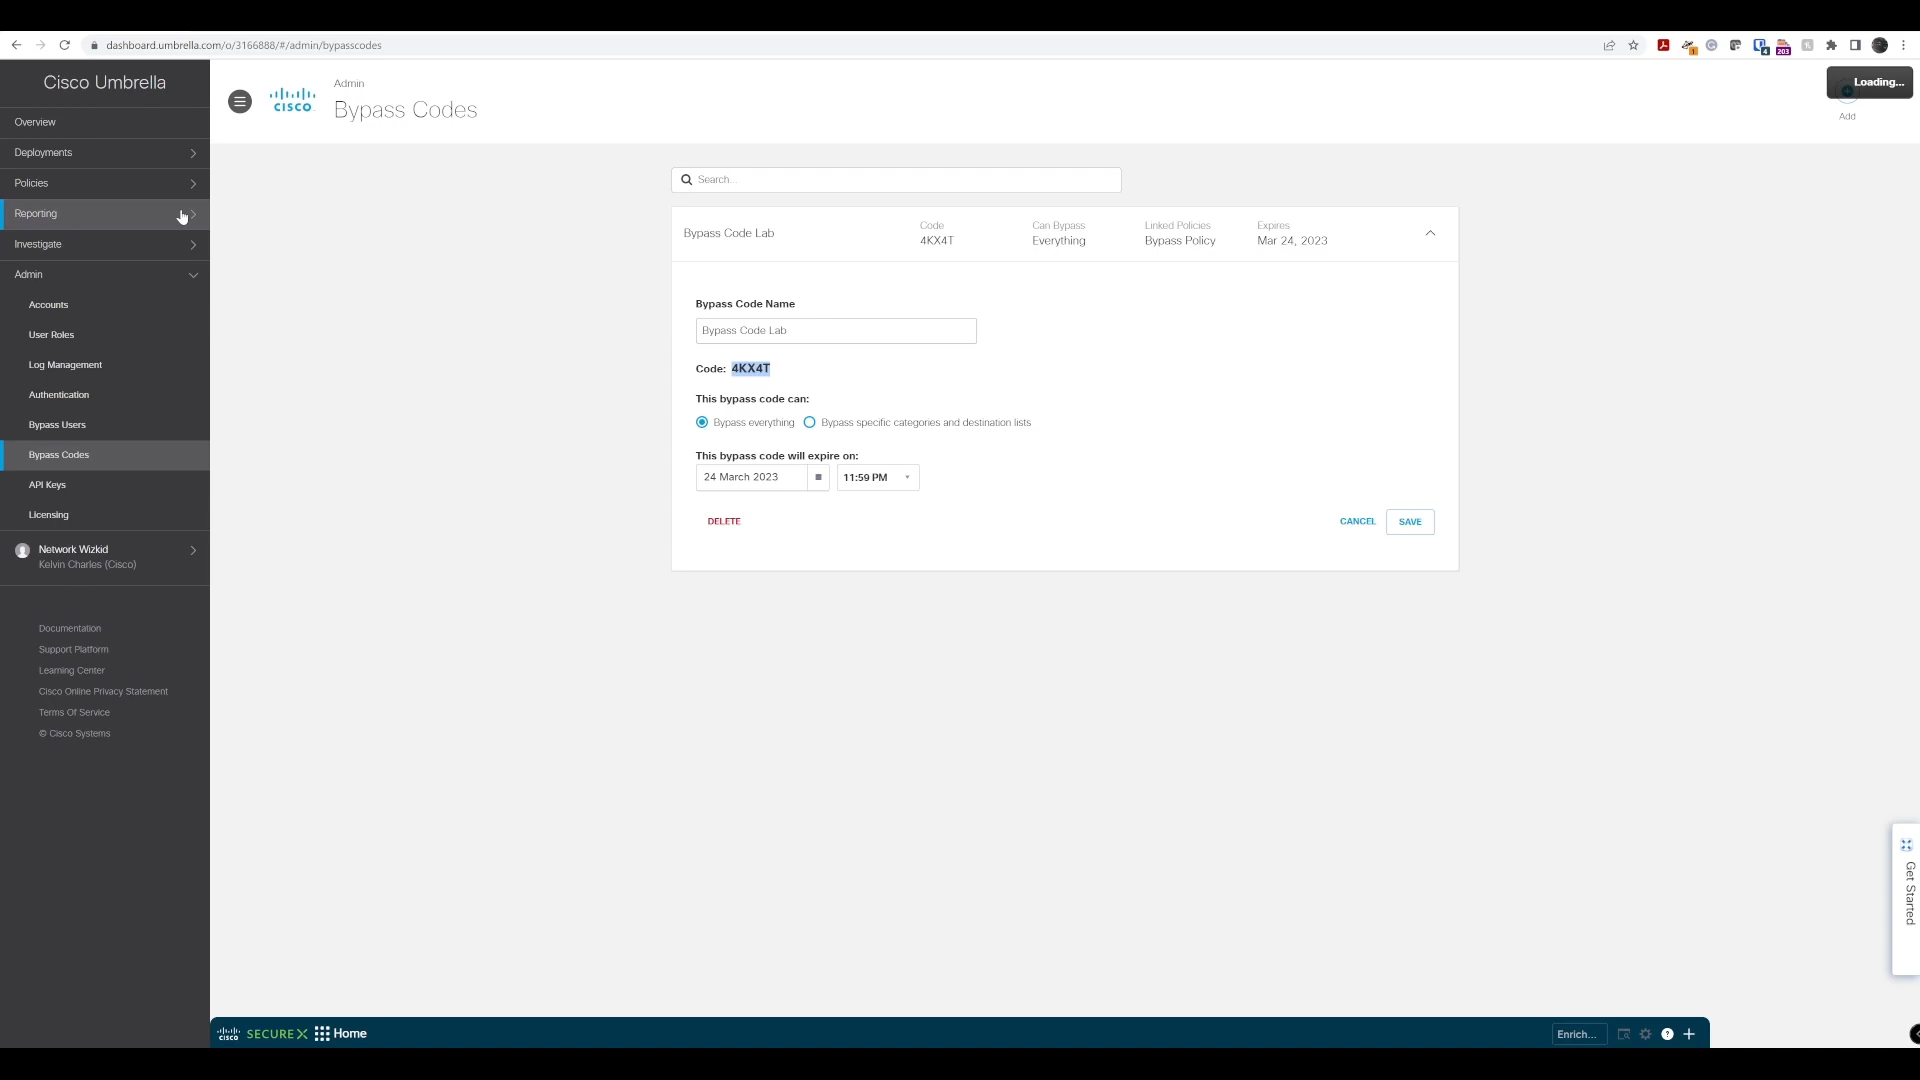 dashboard.umbrella.com/o/3166888/#/admin/bypasscodes
1
4
203
Cisco Umbrella
Overview
Deployments
Policies
Reporting
Investigate
Admin
Accounts
User Roles
Log Management
Authentication
Bypass Users
Bypass Codes
API Keys
Licensing
Network Wizkid
Kelvin Charles (Cisco)
Documentation
Support Platform
Learning Center
Cisco Online Privacy Statement
Terms Of Service
© Cisco Systems
CISCO
Admin
Bypass Codes
Loading...
Add
Search...
Bypass Code Lab
Code
4KX4T
Can Bypass
Everything
Linked Policies
Bypass Policy
Expires
Mar 24, 2023
Bypass Code Name
Bypass Code Lab
Code: 4KX4T
This bypass code can:
Bypass everything Bypass specific categories and destination lists
This bypass code will expire on:
24 March 2023 11:59 PM
DELETE CANCEL SAVE
Get Started
CISCO SECUREX Home Enrich... ?